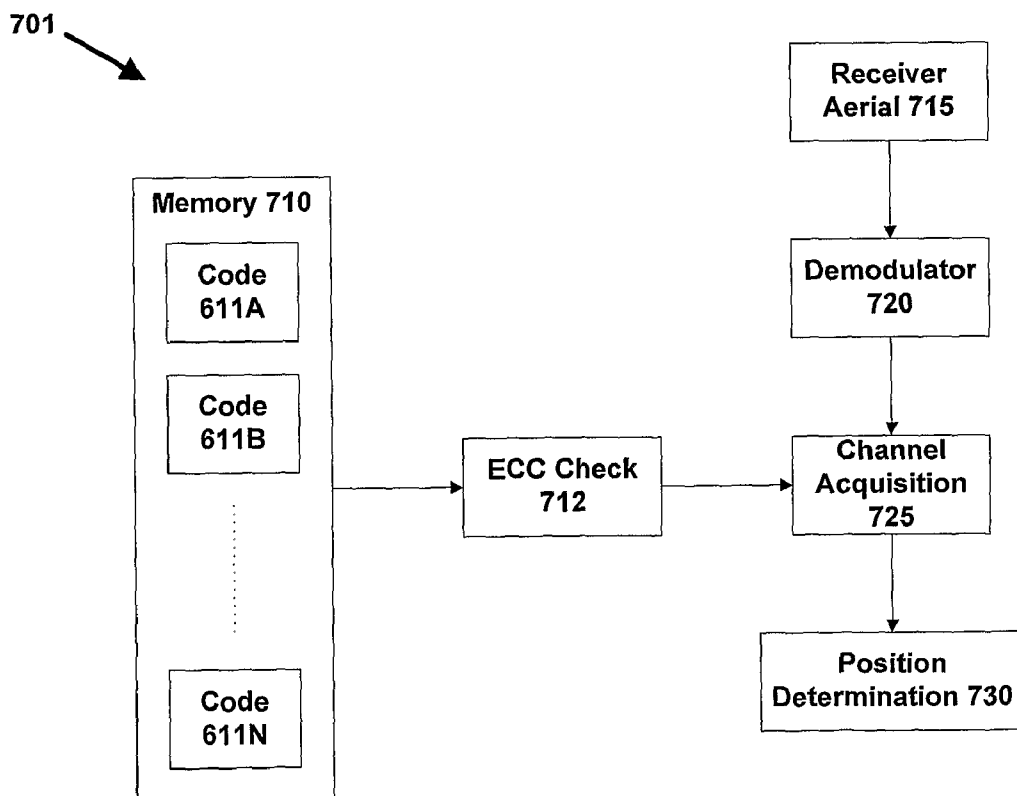 701
Receiver
Aerial 715
Memory 710
Code
611A
Demodulator
720
Code
611B
ECC Check
712
Channel
Acquisition
725
Code
611N
Position
Determination 730